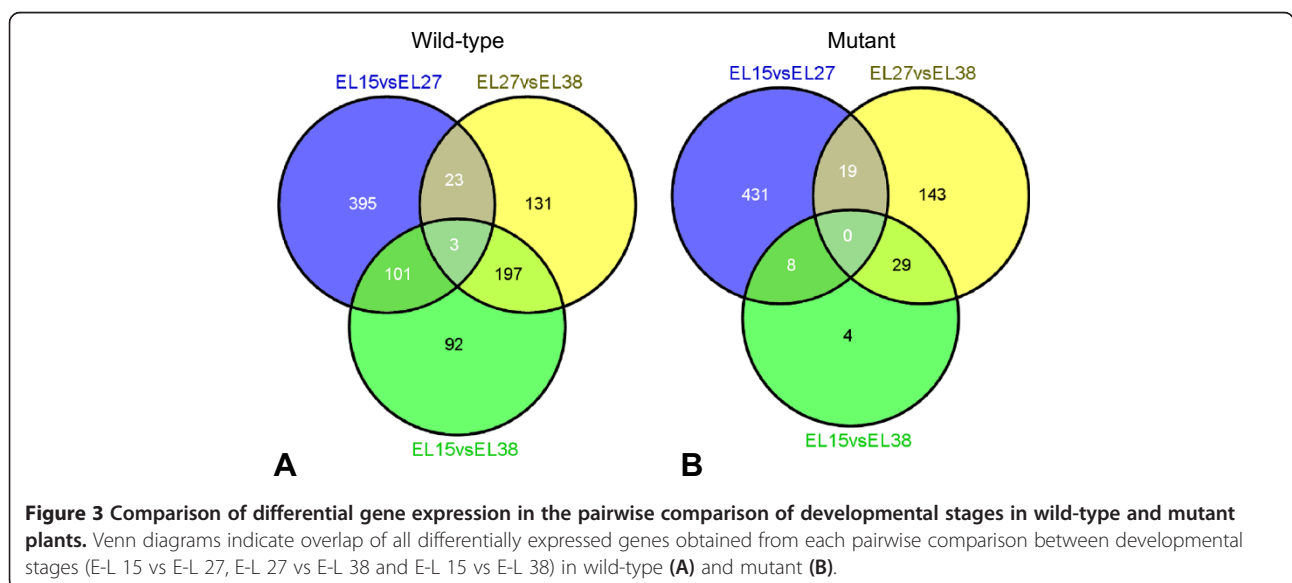 Wild-type
Mutant
EL15vsEL27
EL27vsEL38
EL15vsEL27
EL27vsEL38
23
395
131
3
101
197
92
19
431
143
0
8
29
4
EL15vsEL38
EL15vsEL38
A
B
Figure 3 Comparison of differential gene expression in the pairwise comparison of developmental stages in wild-type and mutant
plants. Venn diagrams indicate overlap of all differentially expressed genes obtained from each pairwise comparison between developmental
stages (E-L 15 vs E-L 27, E-L 27 vs E-L 38 and E-L 15 vs E-L 38) in wild-type (A) and mutant (B).